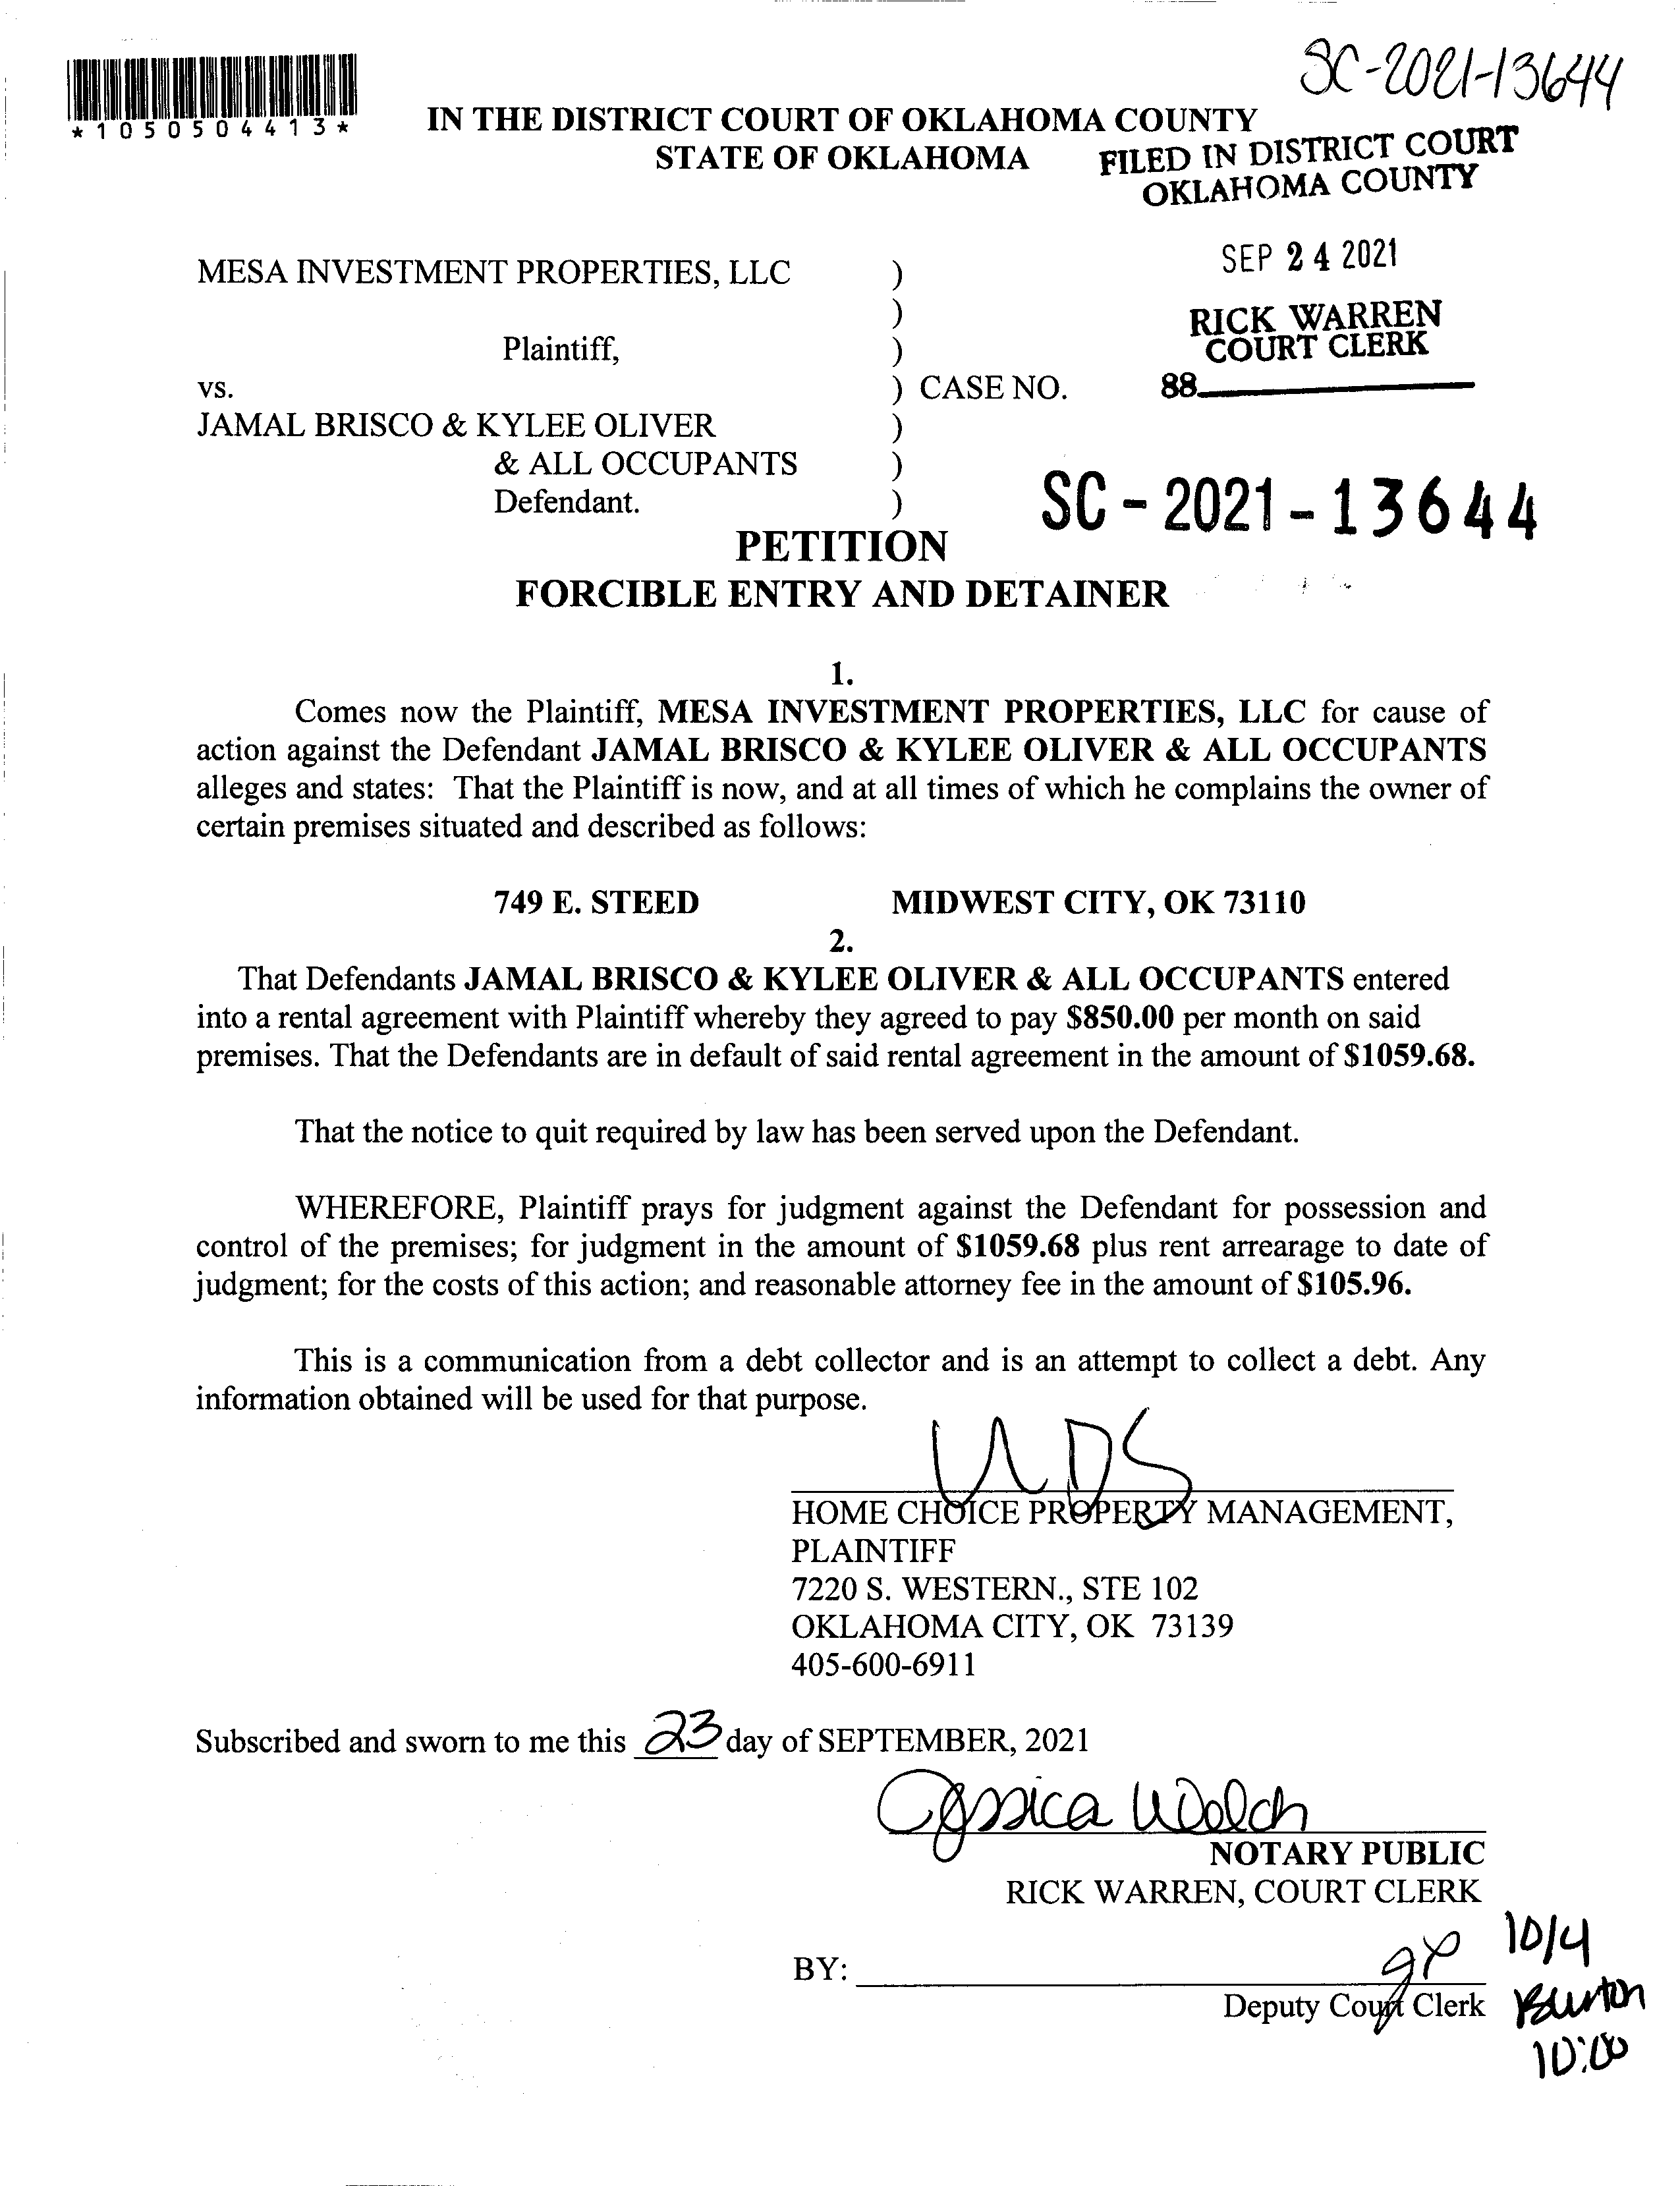 SC-2021-13644
*1050504413*
IN THE DISTRICT COURT OF OKLAHOMA COUNTY
STATE OF OKLAHOMA
FILED IN DISTRICT COURT
OKLAHOMA COUNTY
SEP 24 2021
RICK WARREN
COURT CLERK
88
MESA INVESTMENT PROPERTIES, LLC )
)
Plaintiff, )
vs. ) CASE NO.
JAMAL BRISCO & KYLEE OLIVER )
& ALL OCCUPANTS )
Defendant. )
SC-2021-13644
PETITION
FORCIBLE ENTRY AND DETAINER
1.
Comes now the Plaintiff, MESA INVESTMENT PROPERTIES, LLC for cause of
action against the Defendant JAMAL BRISCO & KYLEE OLIVER & ALL OCCUPANTS
alleges and states: That the Plaintiff is now, and at all times of which he complains the owner of
certain premises situated and described as follows:
749 E. STEED MIDWEST CITY, OK 73110
2.
That Defendants JAMAL BRISCO & KYLEE OLIVER & ALL OCCUPANTS entered
into a rental agreement with Plaintiff whereby they agreed to pay $850.00 per month on said
premises. That the Defendants are in default of said rental agreement in the amount of $1059.68.
That the notice to quit required by law has been served upon the Defendant.
WHEREFORE, Plaintiff prays for judgment against the Defendant for possession and
control of the premises; for judgment in the amount of $1059.68 plus rent arrearage to date of
judgment; for the costs of this action; and reasonable attorney fee in the amount of $105.96.
This is a communication from a debt collector and is an attempt to collect a debt. Any
information obtained will be used for that purpose.
HOME CHOICE PROPERTY MANAGEMENT,
PLAINTIFF
7220 S. WESTERN., STE 102
OKLAHOMA CITY, OK 73139
405-600-6911
Subscribed and sworn to me this 23 day of SEPTEMBER, 2021
Jessica Welch
NOTARY PUBLIC
RICK WARREN, COURT CLERK
BY:
Deputy Court Clerk
10/4
Burton
10:00